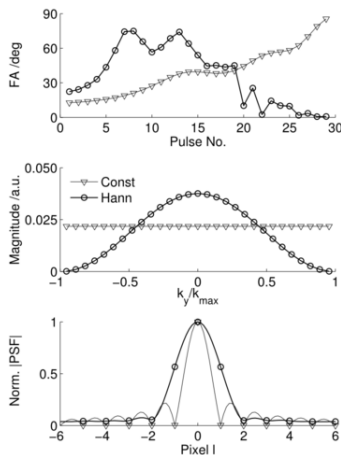 90
60
30
0
FA /deg
0 5 10 15 20 25 30
Pulse No.
0.050
0.025
0
Magnitude /a.u.
Const
Hann
-1 -0.5 0 0.5 1
k_y/k_max
1
0.5
0
Norm. |PSF|
-6 -4 -2 0 2 4 6
Pixel l